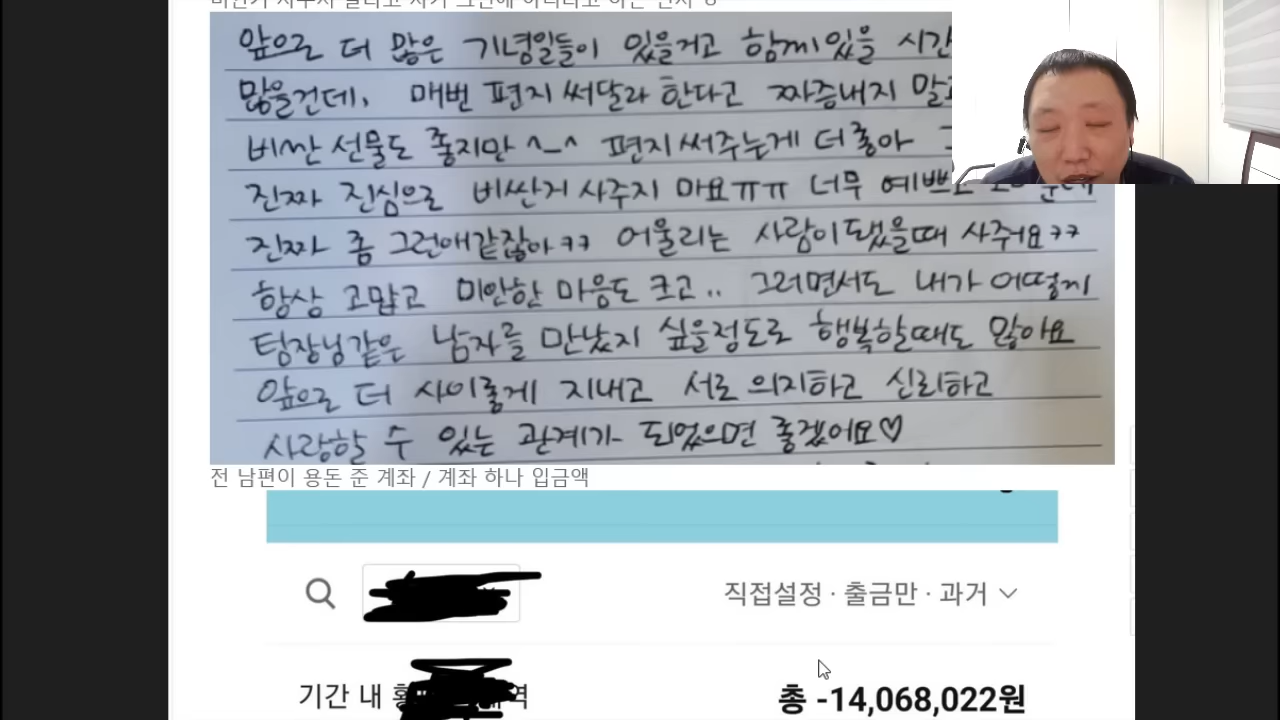 앞으로 더 많은 기념일들이 있을거고 함께있을 시간
많을건데, 매번 편지 써달라 한다고 짜증내지 말고
비싼 선물도 좋지만 ^_^ 편지 써주는게 더 좋아
진짜 진심으로 비싼거 사주지 마요ㅠㅠ 너무 예쁘고
진짜 좀 그런애같잖아ㅋㅋ 어울리는 사람이 됐을때 사줘요ㅋㅋ
항상 고맙고 미안한 마음도 크고.. 그러면서도 내가 어떻게
팀장님같은 남자를 만났지 싶을정도로 행복할때도 많아요
앞으로 더 사이좋게 지내고 서로 의지하고 신뢰하고
사랑할 수 있는 관계가 되었으면 좋겠어요♡
전 남편이 용돈 준 계좌 / 계좌 하나 입금액
직접설정 · 출금만 · 과거
기간 내
총 -14,068,022원